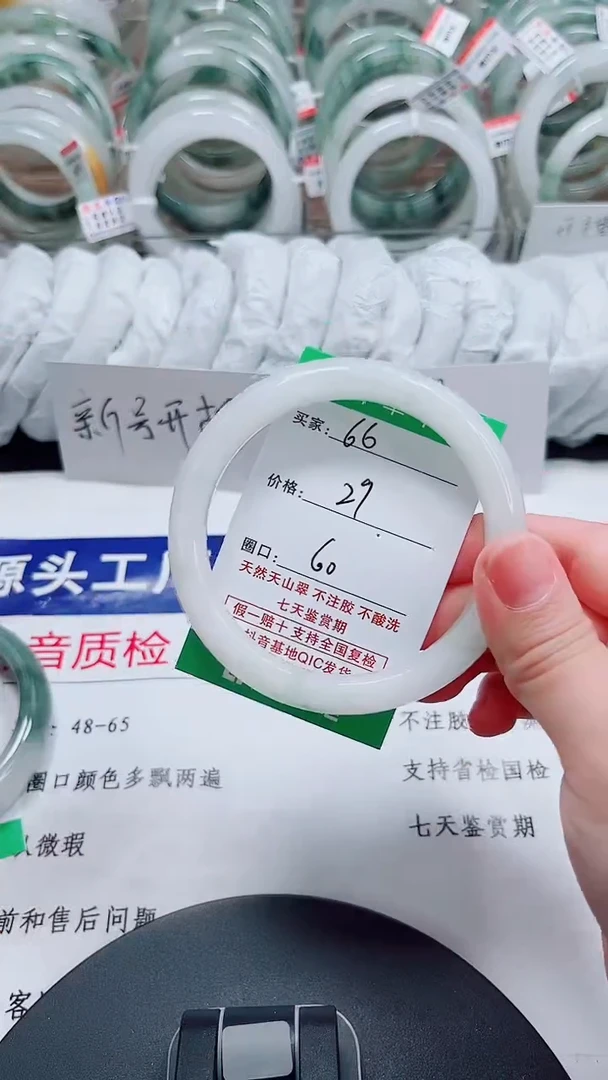 新号开
买家: 66
价格: 29
圈口: 60
天然天山翠 不注胶 不酸洗
七天鉴赏期
假一赔十 支持全国复检
抖音基地QIC发货
源头工厂
音质检
48-65
圈口颜色多飘两遍
认微瑕
前和售后问题
客
不注胶
支持省检国检
七天鉴赏期